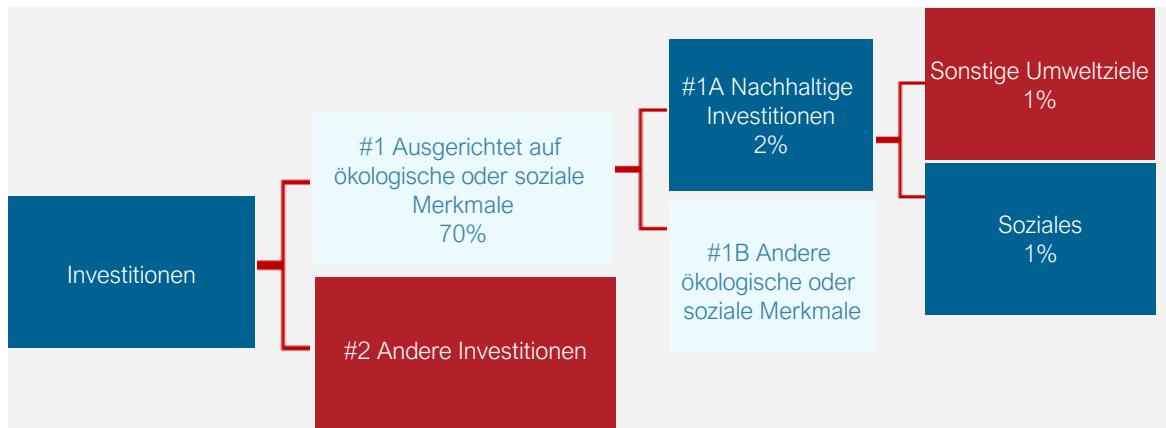 Investitionen
#1 Ausgerichtet auf
ökologische oder soziale
Merkmale
70%
#2 Andere Investitionen
#1A Nachhaltige
Investitionen
2%
#1B Andere
ökologische oder
soziale Merkmale
Sonstige Umweltziele
1%
Soziales
1%